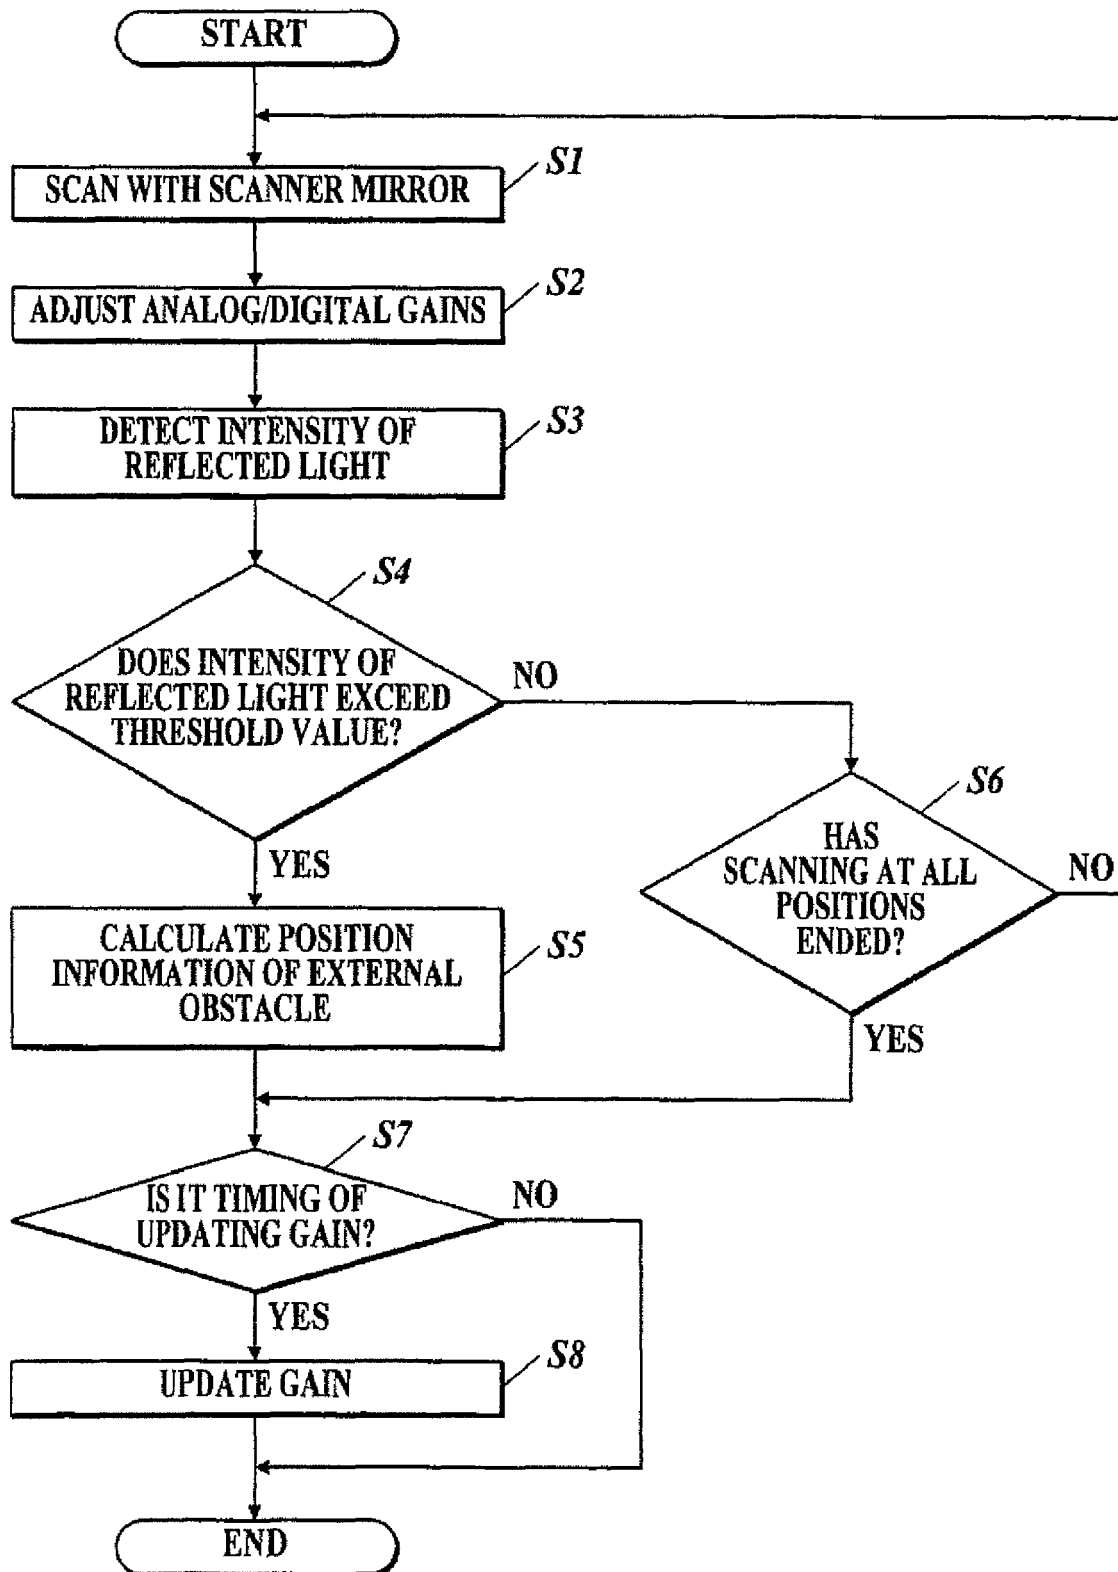 START
S1
SCAN WITH SCANNER MIRROR
S2
ADJUST ANALOG/DIGITAL GAINS
S3
DETECT INTENSITY OF
REFLECTED LIGHT
S4
DOES INTENSITY OF
REFLECTED LIGHT EXCEED
THRESHOLD VALUE?
NO
YES
S6
HAS
SCANNING AT ALL
POSITIONS
ENDED?
NO
YES
S5
CALCULATE POSITION
INFORMATION OF EXTERNAL
OBSTACLE
S7
IS IT TIMING OF
UPDATING GAIN?
NO
YES
S8
UPDATE GAIN
END